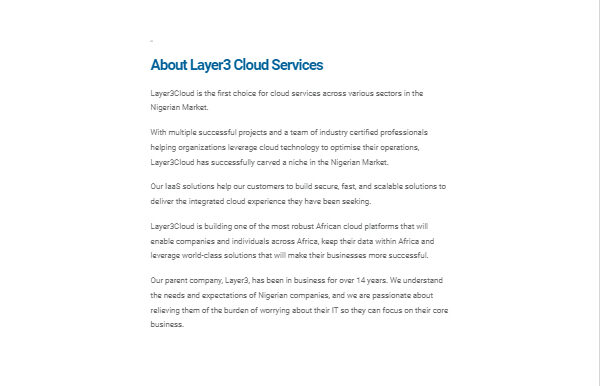 About Layer3 Cloud Services
Layer3Cloud is the first choice for cloud services across various sectors in the
Nigerian Market.
With multiple successful projects and a team of industry certified professionals
helping organizations leverage cloud technology to optimise their operations,
Layer3Cloud has successfully carved a niche in the Nigerian Market.
Our IaaS solutions help our customers to build secure, fast, and scalable solutions to
deliver the integrated cloud experience they have been seeking.
Layer3Cloud is building one of the most robust African cloud platforms that will
enable companies and individuals across Africa, keep their data within Africa and
leverage world-class solutions that will make their businesses more successful.
Our parent company, Layer3, has been in business for over 14 years. We understand
the needs and expectations of Nigerian companies, and we are passionate about
relieving them of the burden of worrying about their IT so they can focus on their core
business.